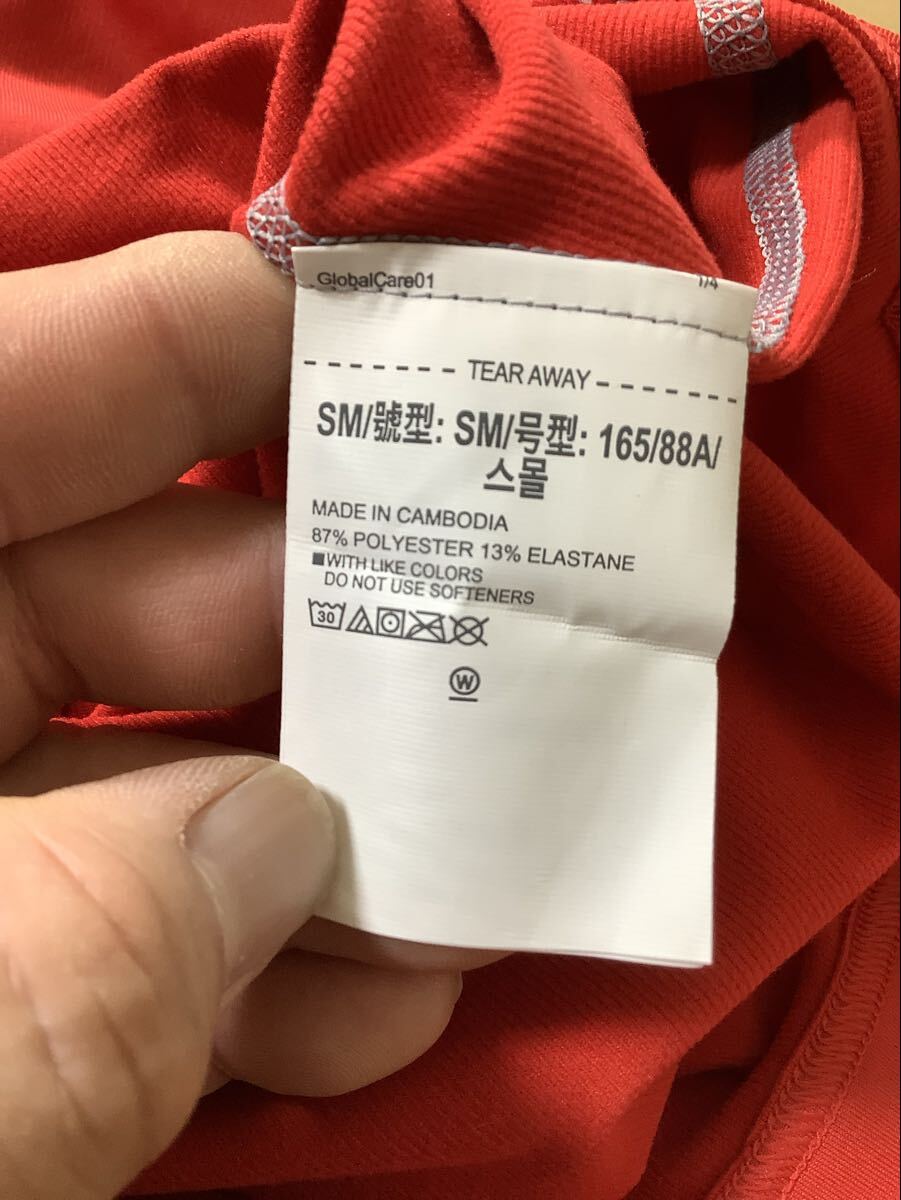 GlobalCare01 1/4
TEAR AWAY
SM/號型: SM/号型: 165/88A/
스몰
MADE IN CAMBODIA
87% POLYESTER 13% ELASTANE
■WITH LIKE COLORS
DO NOT USE SOFTENERS
30
W